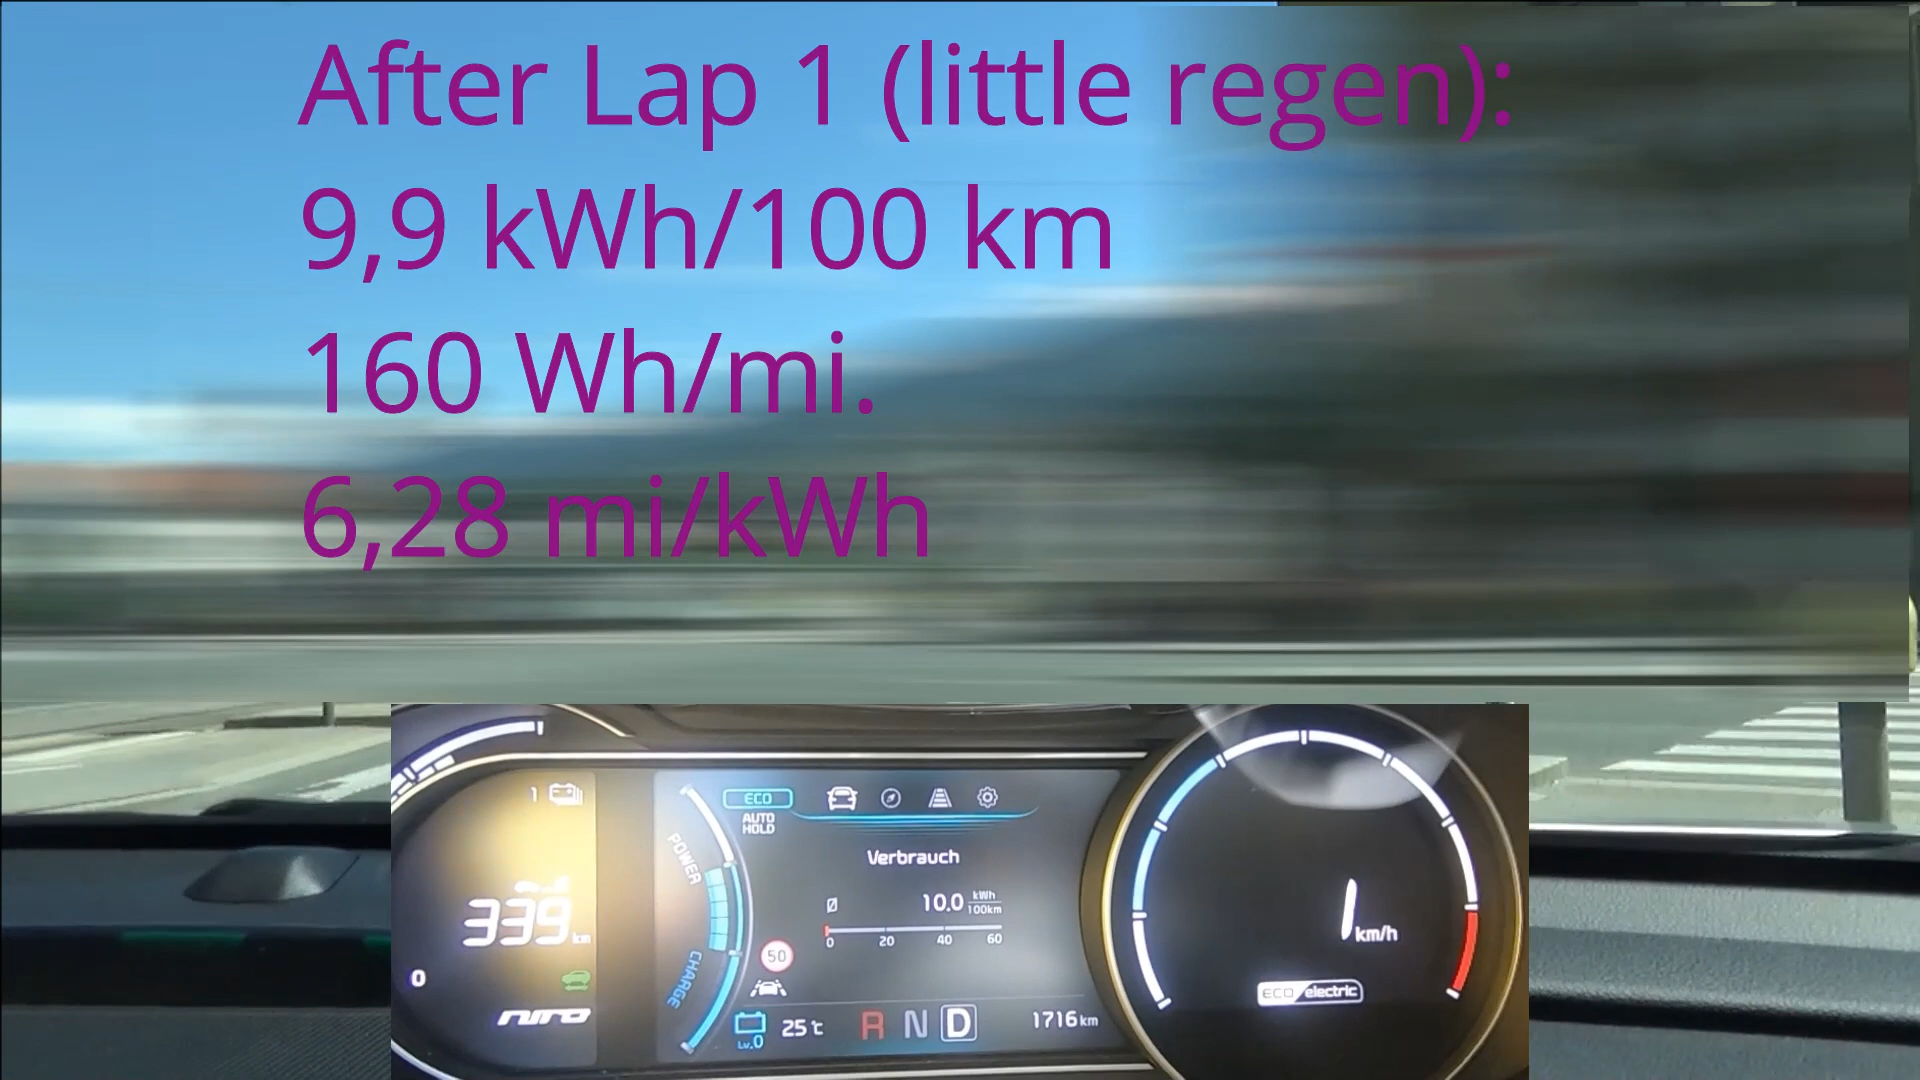 After Lap 1 (little regen):
9,9 kWh/100 km
160 Wh/mi.
6,28 mi/kWh
1
ECO
AUTO HOLD
POWER
Verbrauch
Ø 10.0 kWh/100km
0 20 40 60
339 km
50
0
CHARGE
niro
Lv.0
25℃
R N D
1716 km
1 km/h
ECO electric